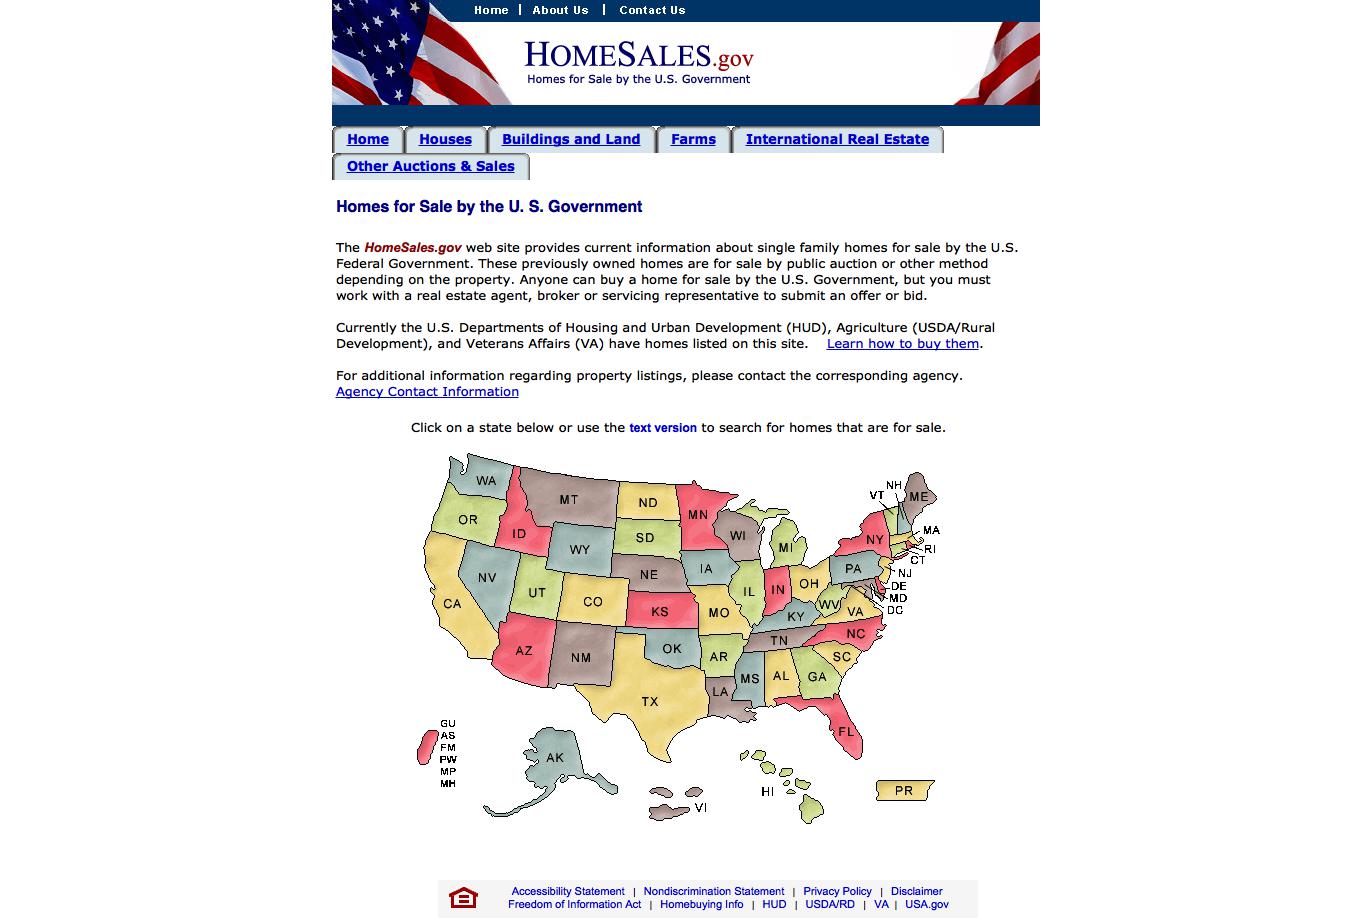 Home | About Us | Contact Us
HOMESALES.gov
Homes for Sale by the U.S. Government
Home Houses Buildings and Land Farms International Real Estate
Other Auctions & Sales
Homes for Sale by the U. S. Government
The HomeSales.gov web site provides current information about single family homes for sale by the U.S.
Federal Government. These previously owned homes are for sale by public auction or other method
depending on the property. Anyone can buy a home for sale by the U.S. Government, but you must
work with a real estate agent, broker or servicing representative to submit an offer or bid.
Currently the U.S. Departments of Housing and Urban Development (HUD), Agriculture (USDA/Rural
Development), and Veterans Affairs (VA) have homes listed on this site. Learn how to buy them.
For additional information regarding property listings, please contact the corresponding agency.
Agency Contact Information
Click on a state below or use the text version to search for homes that are for sale.
WA
MT
ND
MN
VT
NH
ME
OR
ID
SD
WI
MI
NY
MA
RI
CT
WY
NE
IA
PA
NJ
DE
MD
DC
NV
UT
CO
KS
MO
IL
IN
OH
WV
VA
KY
CA
AZ
NM
OK
AR
TN
NC
SC
TX
LA
MS
AL
GA
FL
GU
AS
FM
PW
MP
MH
AK
VI
HI
PR
Accessibility Statement | Nondiscrimination Statement | Privacy Policy | Disclaimer
Freedom of Information Act | Homebuying Info | HUD | USDA/RD | VA | USA.gov